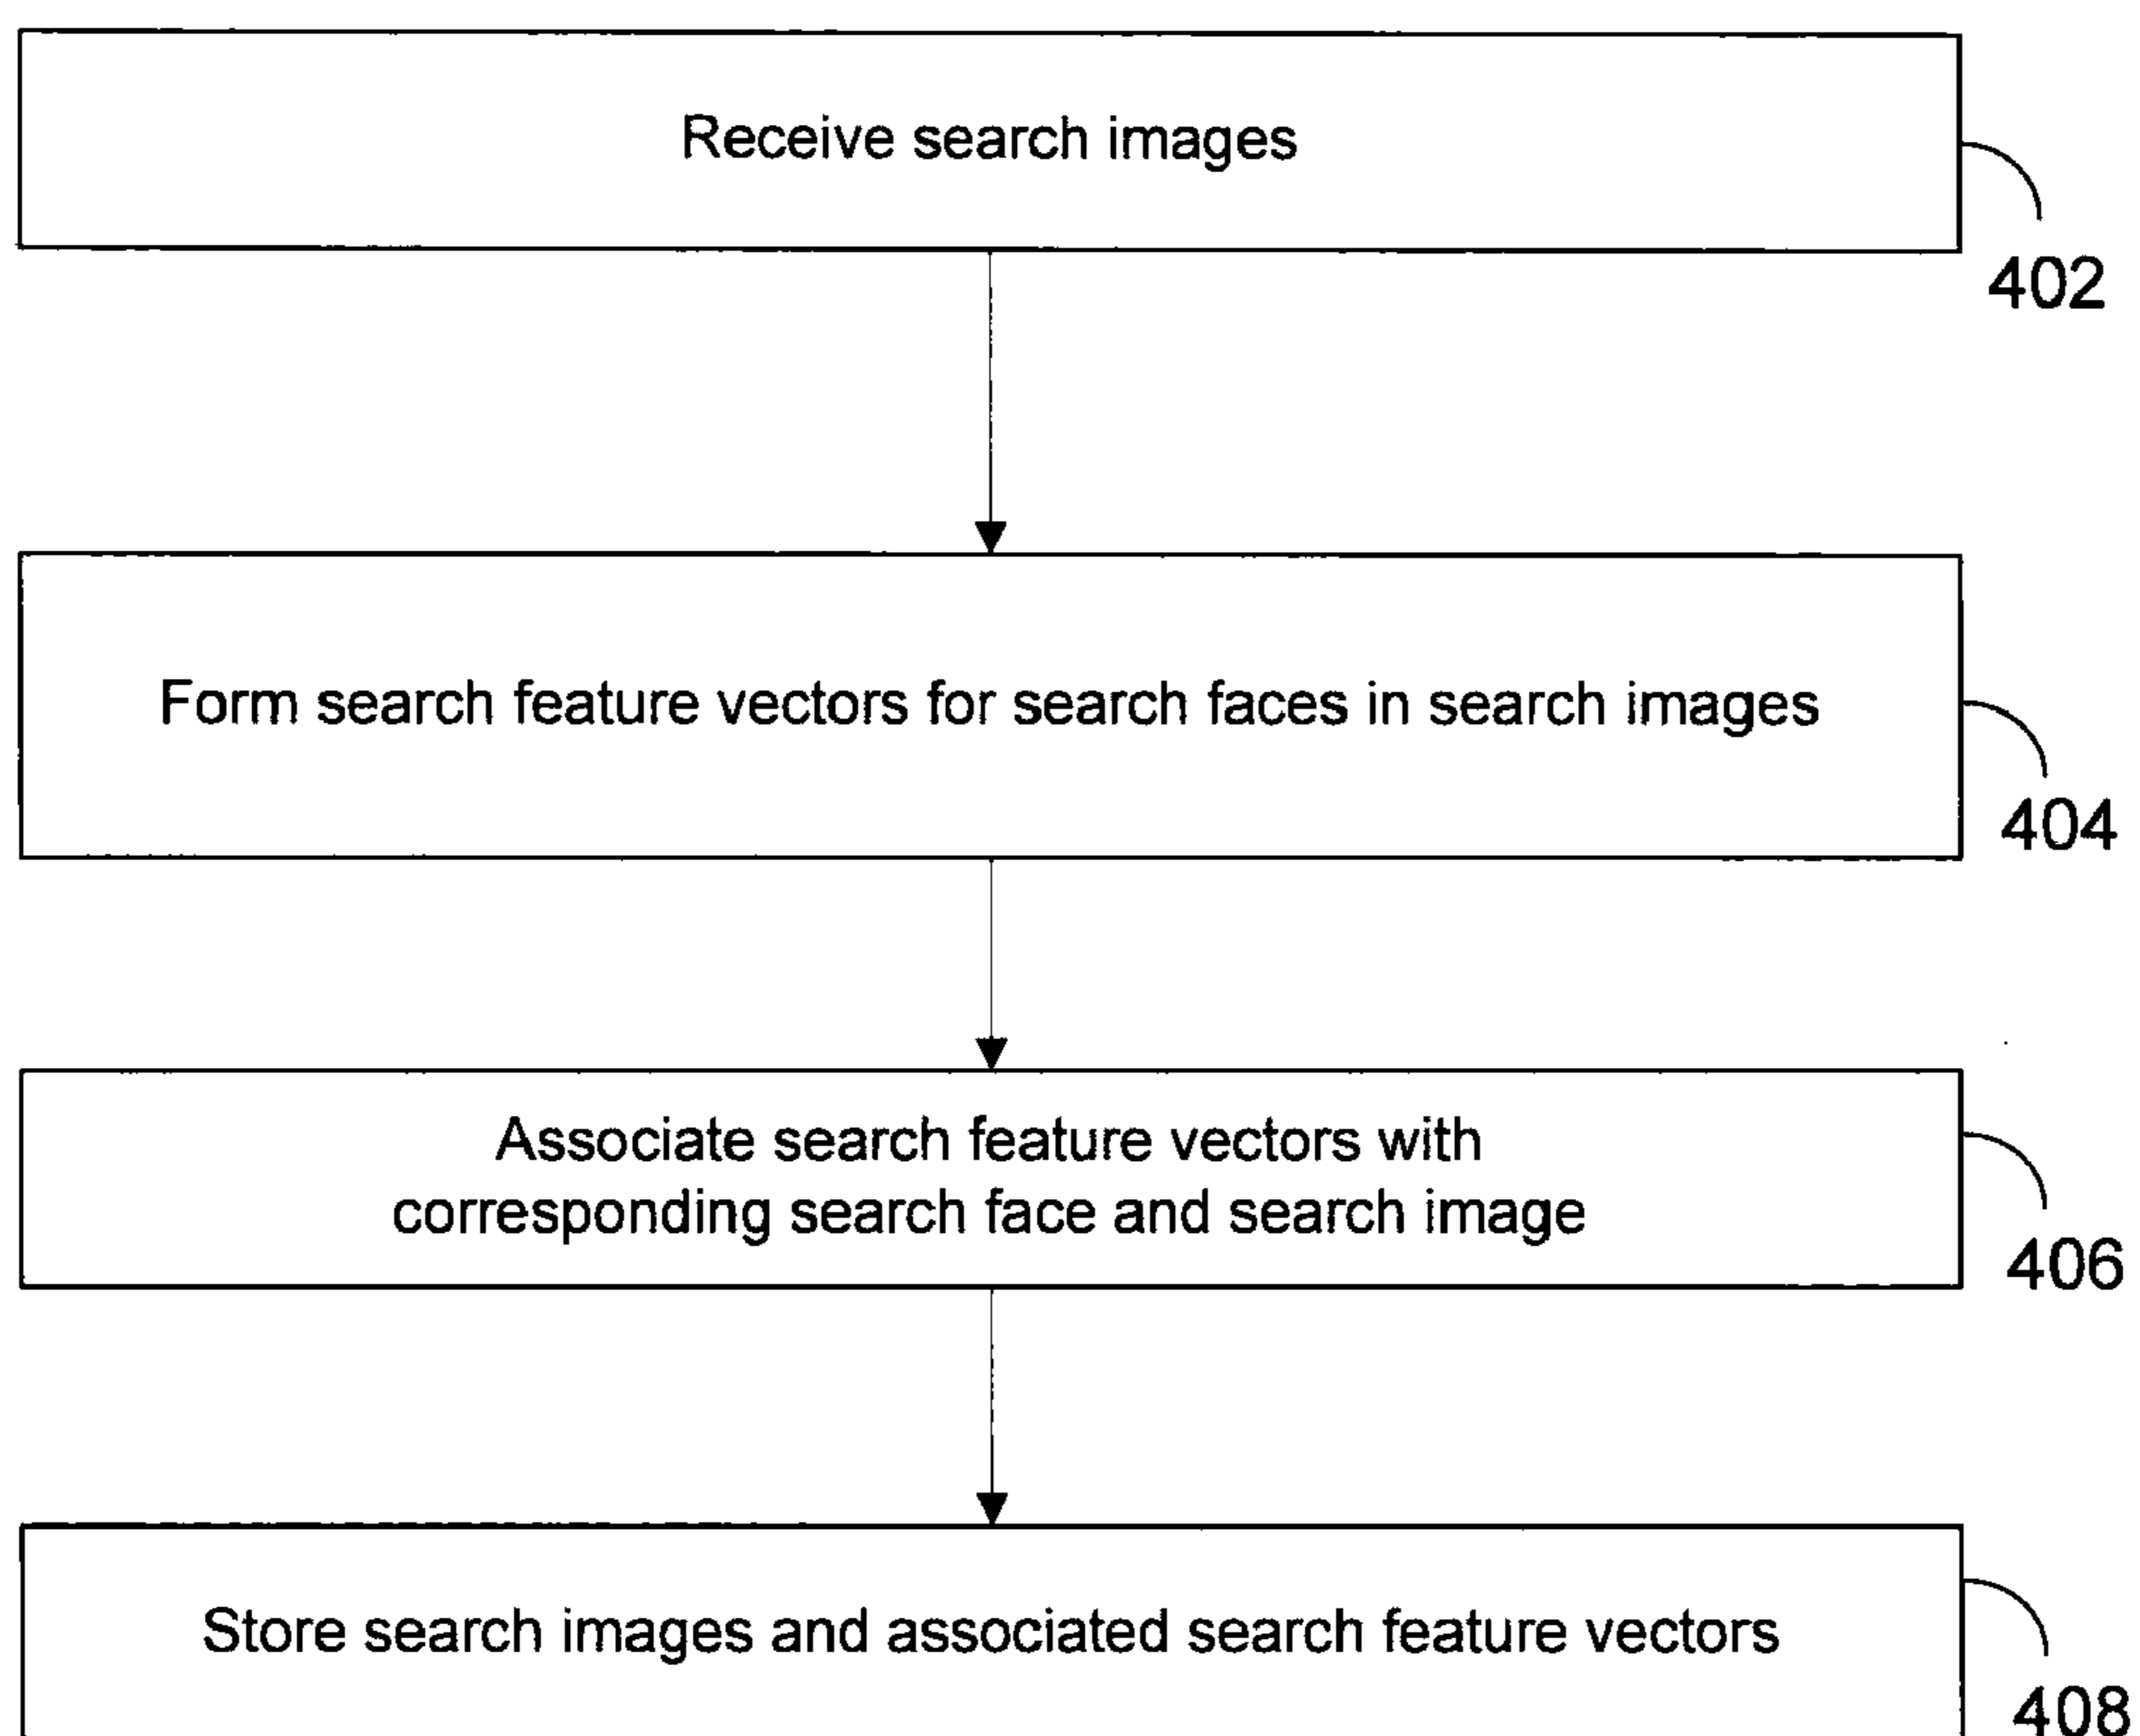 Receive search images
402
Form search feature vectors for search faces in search images
404
Associate search feature vectors with
corresponding search face and search image
406
Store search images and associated search feature vectors
408